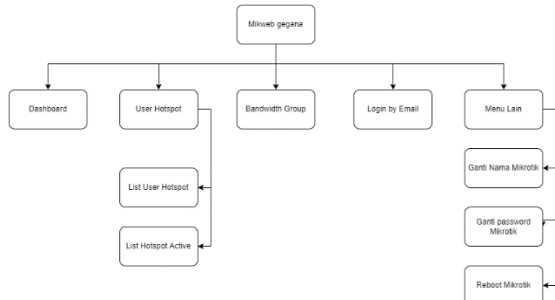 Mikweb gegana
Dashboard
User Hotspot
Bandwidth Group
Login by Email
Menu Lain
List User Hotspot
Ganti Nama Mikrotik
List Hotspot Active
Ganti password
Mikrotik
Reboot Mikrotik